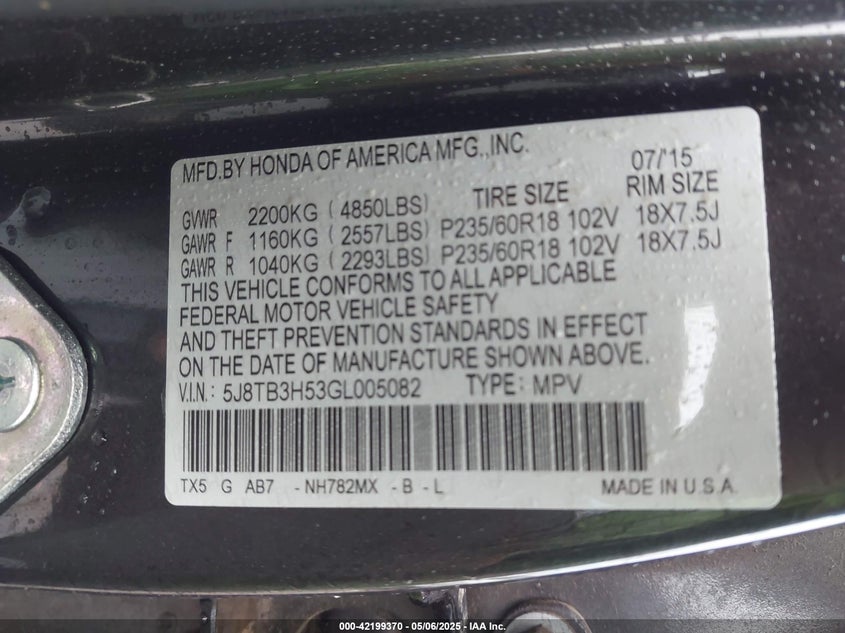 MFD.BY HONDA OF AMERICA MFG.,INC. 07/'15
TIRE SIZE RIM SIZE
GVWR 2200KG ( 4850LBS)
GAWR F 1160KG ( 2557LBS) P235/60R18 102V 18X7.5J
GAWR R 1040KG ( 2293LBS) P235/60R18 102V 18X7.5J
THIS VEHICLE CONFORMS TO ALL APPLICABLE
FEDERAL MOTOR VEHICLE SAFETY
AND THEFT PREVENTION STANDARDS IN EFFECT
ON THE DATE OF MANUFACTURE SHOWN ABOVE.
V.I.N.: 5J8TB3H53GL005082 TYPE: MPV
TX5 G AB7 -NH782MX -B -L MADE IN U.S.A.
000-42199370 - 05/06/2025 - IAA Inc.